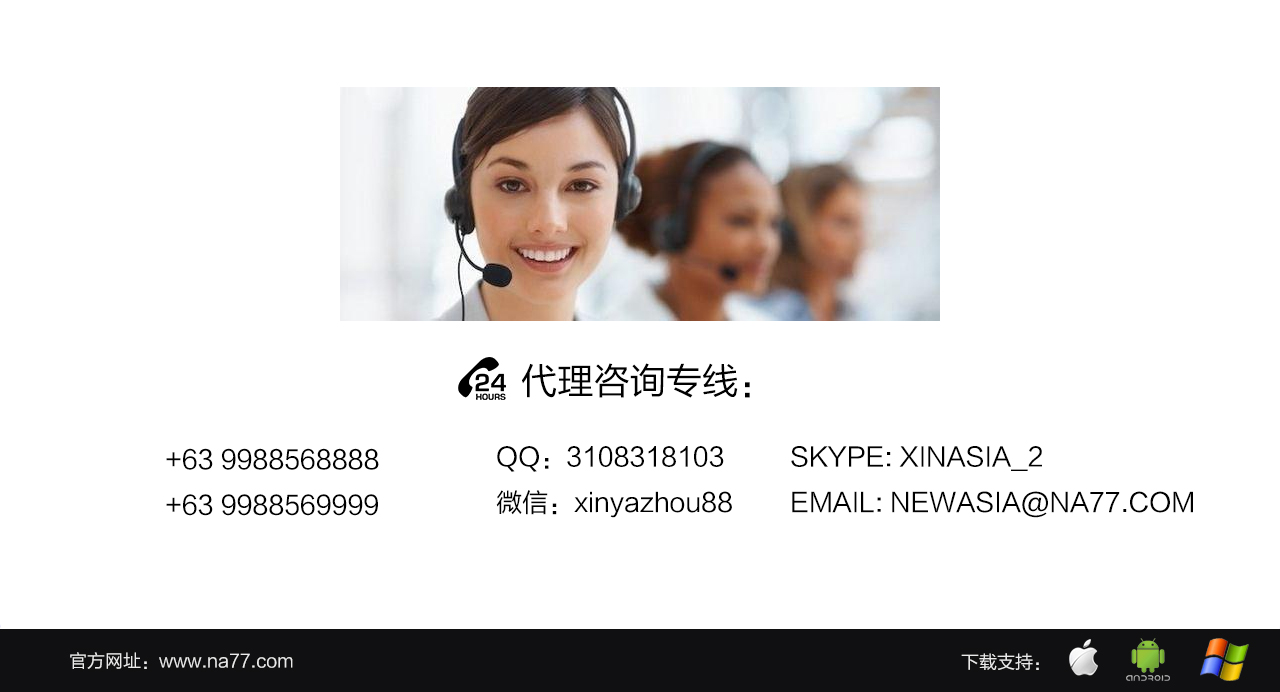 24 HOURS 代理咨询专线：
+63 9988568888
+63 9988569999
QQ：3108318103
微信：xinyazhou88
SKYPE: XINASIA_2
EMAIL: NEWASIA@NA77.COM
官方网址：www.na77.com
下载支持：
ANDROID